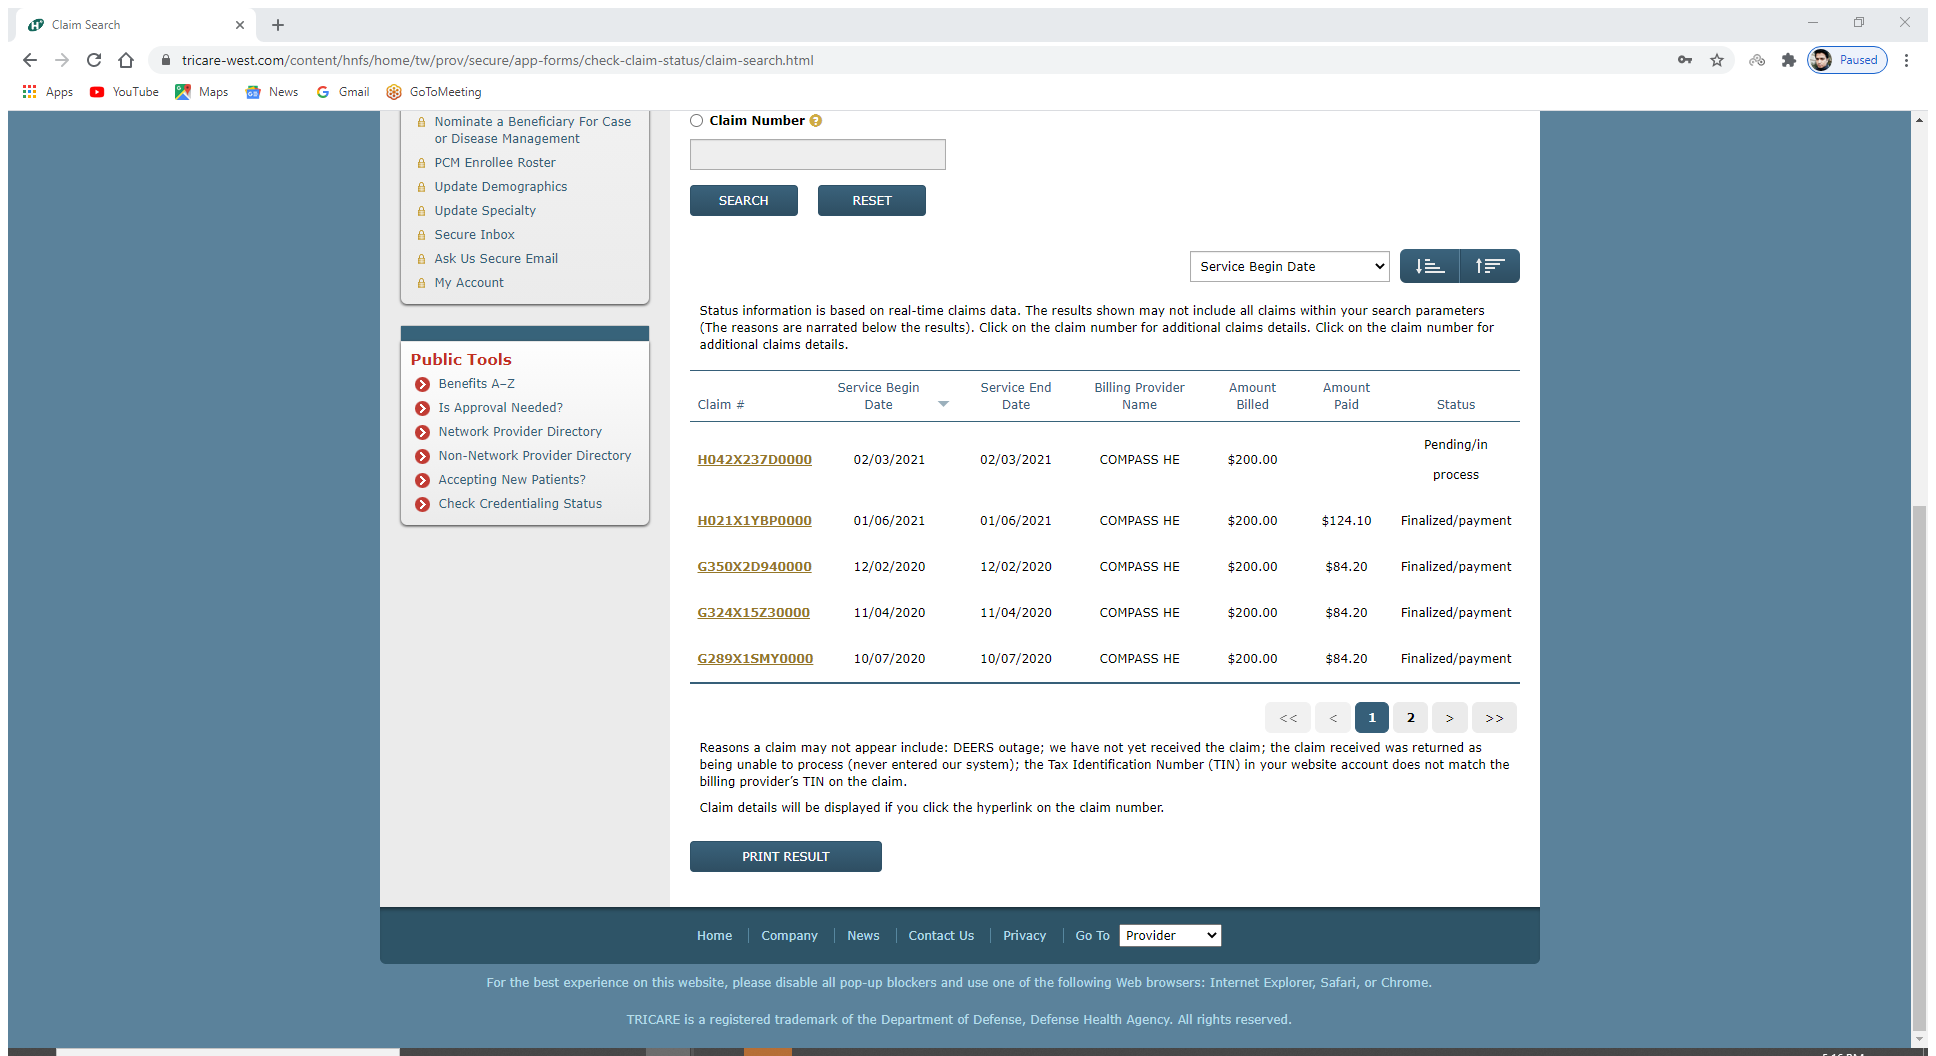 Claim Search
tricare-west.com/content/hnfs/home/tw/prov/secure/app-forms/check-claim-status/claim-search.html
Paused
Apps YouTube Maps News Gmail GoToMeeting
Nominate a Beneficiary For Case
or Disease Management
PCM Enrollee Roster
Update Demographics
Update Specialty
Secure Inbox
Ask Us Secure Email
My Account
Public Tools
Benefits A–Z
Is Approval Needed?
Network Provider Directory
Non-Network Provider Directory
Accepting New Patients?
Check Credentialing Status
Claim Number ?
SEARCH RESET
Service Begin Date
Status information is based on real-time claims data. The results shown may not include all claims within your search parameters
(The reasons are narrated below the results). Click on the claim number for additional claims details. Click on the claim number for
additional claims details.
Service Begin Service End Billing Provider Amount Amount
Claim # Date Date Name Billed Paid Status
H042X237D0000 02/03/2021 02/03/2021 COMPASS HE $200.00 Pending/in
process
H021X1YBP0000 01/06/2021 01/06/2021 COMPASS HE $200.00 $124.10 Finalized/payment
G350X2D940000 12/02/2020 12/02/2020 COMPASS HE $200.00 $84.20 Finalized/payment
G324X15Z30000 11/04/2020 11/04/2020 COMPASS HE $200.00 $84.20 Finalized/payment
G289X1SMY0000 10/07/2020 10/07/2020 COMPASS HE $200.00 $84.20 Finalized/payment
<< < 1 2 > >>
Reasons a claim may not appear include: DEERS outage; we have not yet received the claim; the claim received was returned as
being unable to process (never entered our system); the Tax Identification Number (TIN) in your website account does not match the
billing provider’s TIN on the claim.
Claim details will be displayed if you click the hyperlink on the claim number.
PRINT RESULT
Home Company News Contact Us Privacy Go To Provider
For the best experience on this website, please disable all pop-up blockers and use one of the following Web browsers: Internet Explorer, Safari, or Chrome.
TRICARE is a registered trademark of the Department of Defense, Defense Health Agency. All rights reserved.